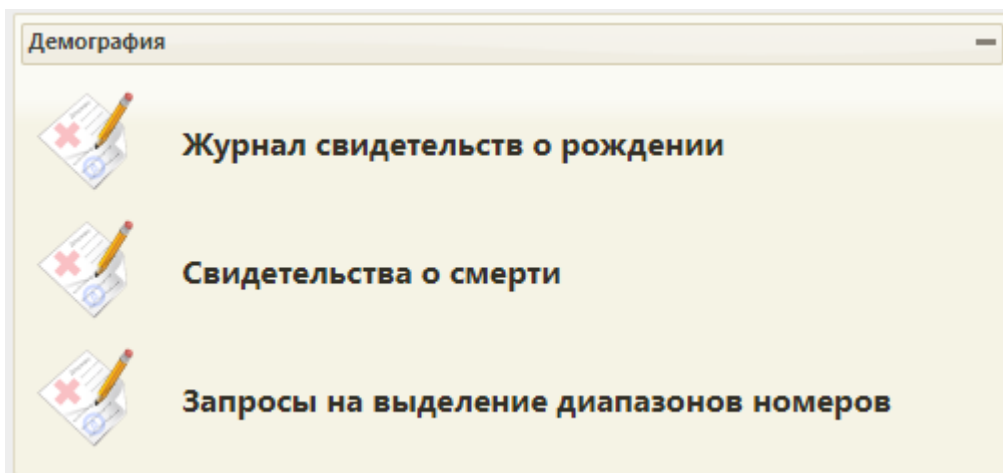 Демография
Журнал свидетельств о рождении
Свидетельства о смерти
Запросы на выделение диапазонов номеров